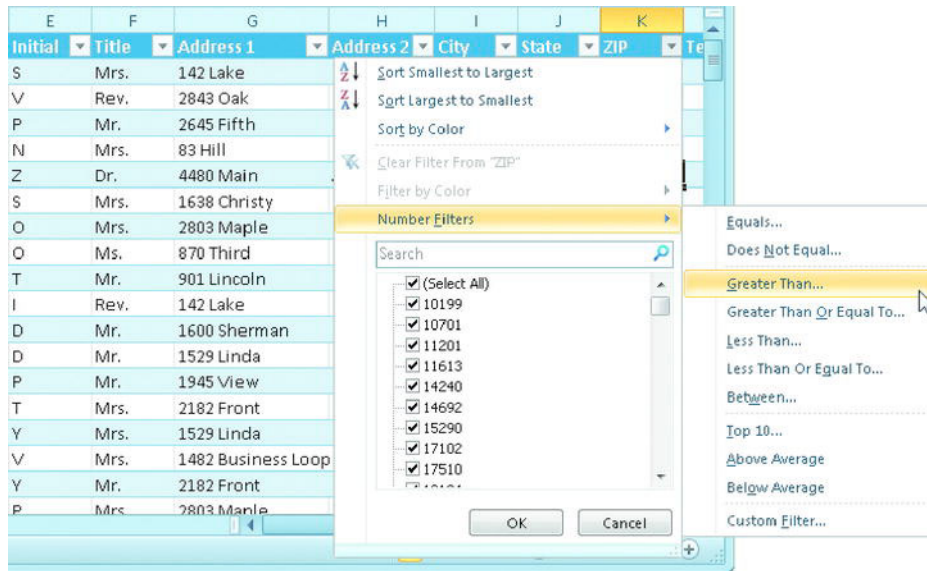 E F G H I J K
Initial Title Address 1 Address 2 City State ZIP Te
S Mrs. 142 Lake
V Rev. 2843 Oak
P Mr. 2645 Fifth
N Mrs. 83 Hill
Z Dr. 4480 Main
S Mrs. 1638 Christy
O Mrs. 2803 Maple
O Ms. 870 Third
T Mr. 901 Lincoln
I Rev. 142 Lake
D Mr. 1600 Sherman
D Mr. 1529 Linda
P Mr. 1945 View
T Mrs. 2182 Front
Y Mrs. 1529 Linda
V Mrs. 1482 Business Loop
Y Mr. 2182 Front
P Mrs 2803 Maple
Sort Smallest to Largest
Sort Largest to Smallest
Sort by Color
Clear Filter From "ZIP"
Filter by Color
Number Filters
Search
(Select All)
10199
10701
11201
11613
14240
14692
15290
17102
17510
OK Cancel
Equals...
Does Not Equal...
Greater Than...
Greater Than Or Equal To...
Less Than...
Less Than Or Equal To...
Between...
Top 10...
Above Average
Below Average
Custom Filter...